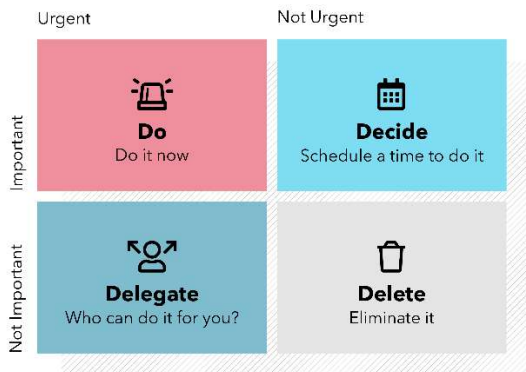 Urgent
Not Urgent
Important
Do
Do it now
Decide
Schedule a time to do it
Not Important
Delegate
Who can do it for you?
Delete
Eliminate it